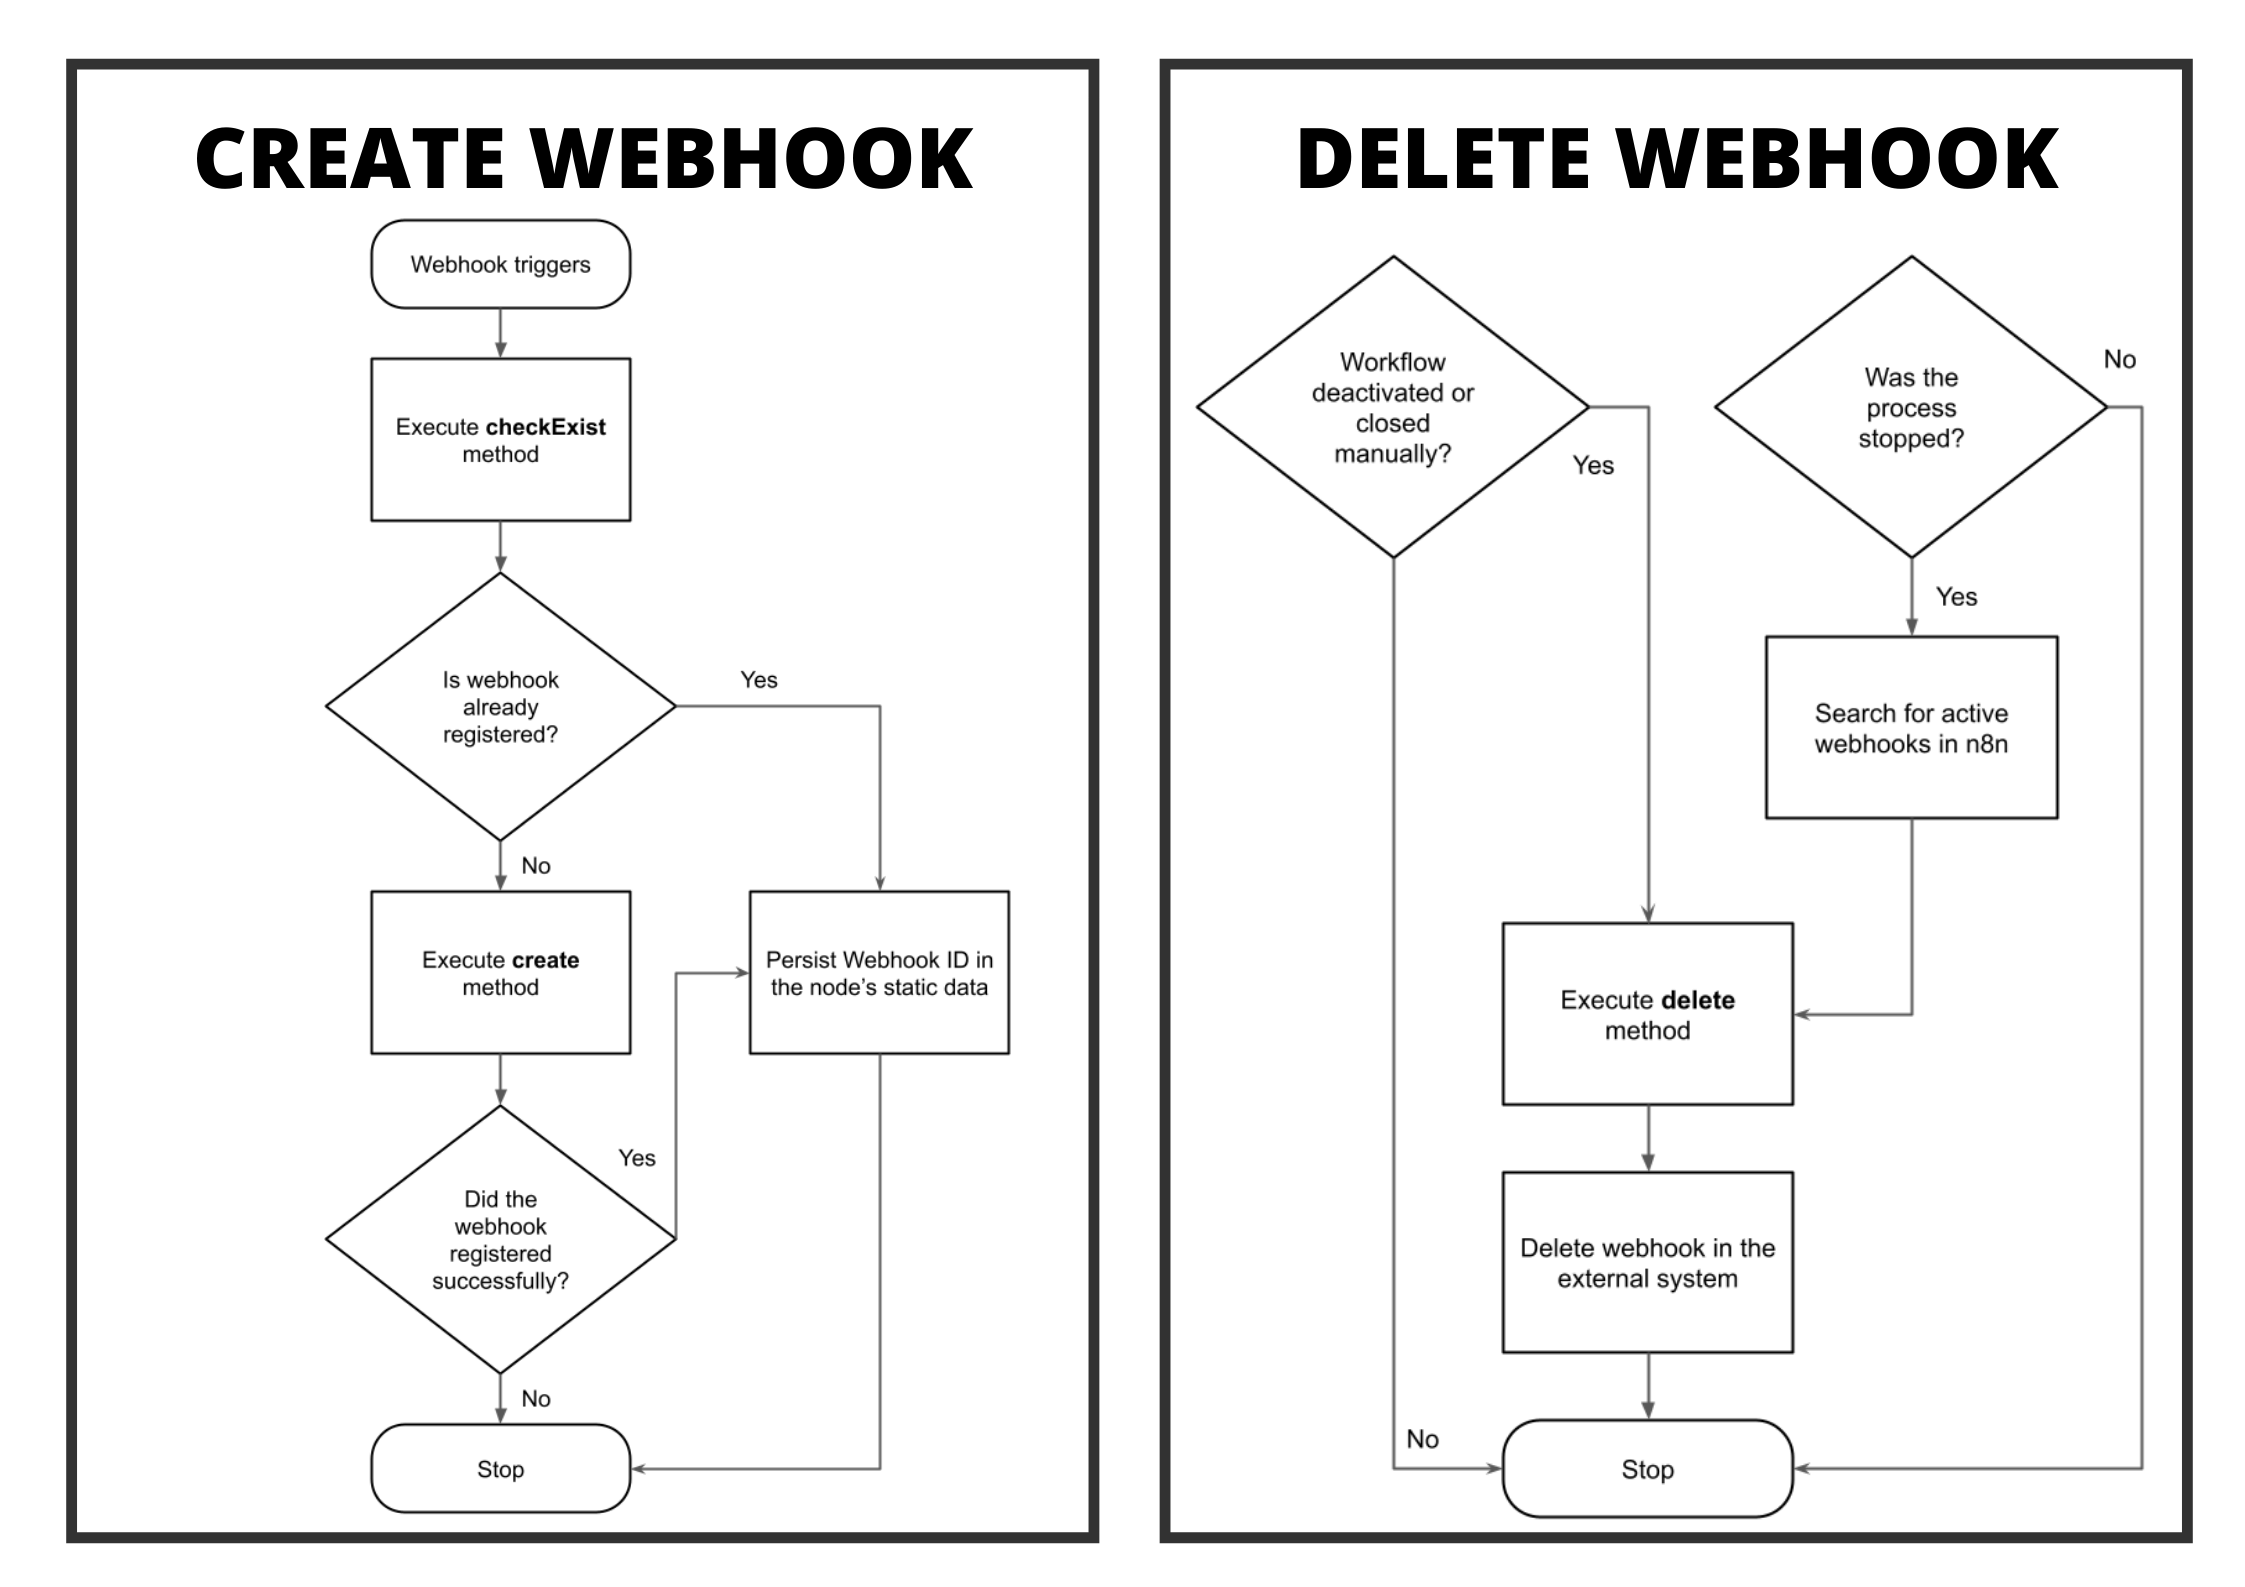 CREATE WEBHOOK
Webhook triggers
Execute checkExist
method
Is webhook
already
registered?
Yes
No
Execute create
method
Persist Webhook ID in
the node's static data
Yes
Did the
webhook
registered
successfully?
No
Stop
DELETE WEBHOOK
Workflow
deactivated or
closed
manually?
Yes
Was the
process
stopped?
No
Yes
Search for active
webhooks in n8n
Execute delete
method
Delete webhook in the
external system
No
Stop